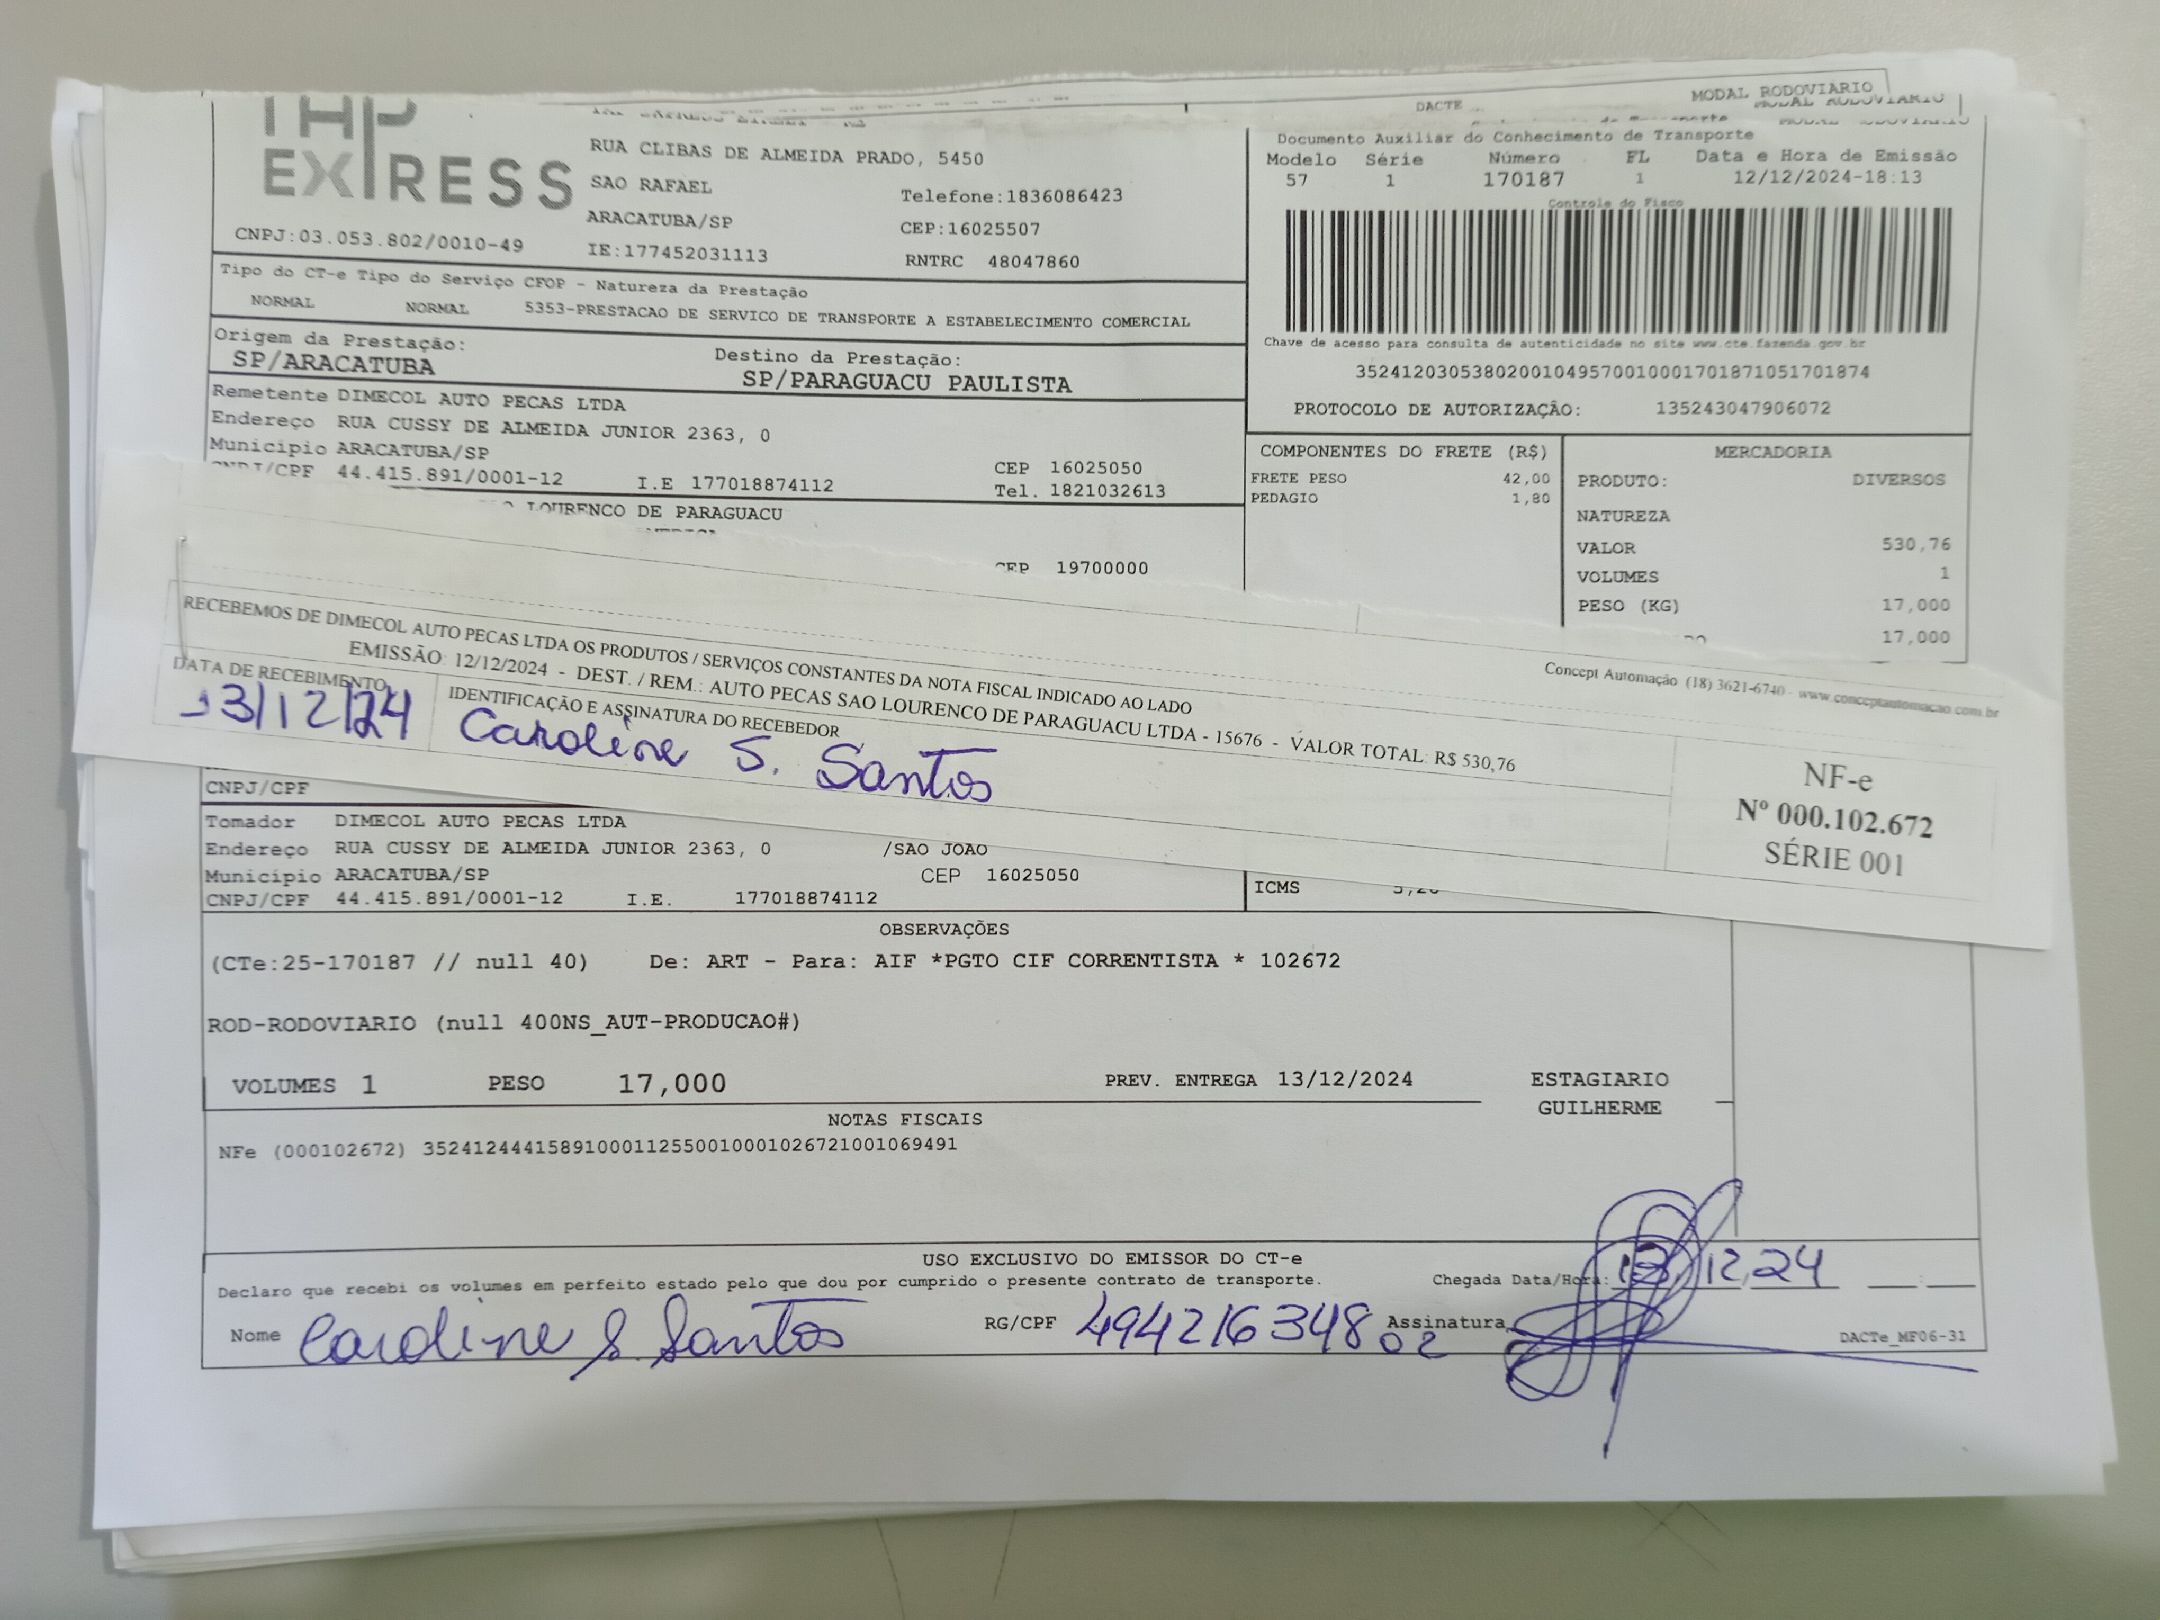 THP
EXPRESS
CNPJ:03.053.802/0010-49
RUA CLIBAS DE ALMEIDA PRADO, 5450
SAO RAFAEL
Telefone:1836086423
ARACATUBA/SP
CEP:16025507
IE:177452031113
RNTRC 48047860
MODAL RODOVIARIO
MODAL RODOVIARIO
DACTE
Documento Auxiliar do Conhecimento de Transporte
Modelo Série Número FL Data e Hora de Emissão
57 1 170187 1 12/12/2024-18:13
Controle do Fisco
Chave de acesso para consulta de autenticidade no site www.cte.fazenda.gov.br
35241203053802001049570010001701871051701874
PROTOCOLO DE AUTORIZAÇÃO: 135243047906072
Tipo do CT-e Tipo do Serviço CFOP - Natureza da Prestação
NORMAL NORMAL 5353-PRESTACAO DE SERVICO DE TRANSPORTE A ESTABELECIMENTO COMERCIAL
Origem da Prestação: Destino da Prestação:
SP/ARACATUBA SP/PARAGUACU PAULISTA
Remetente DIMECOL AUTO PECAS LTDA
Endereço RUA CUSSY DE ALMEIDA JUNIOR 2363, 0
Município ARACATUBA/SP CEP 16025050
CNPJ/CPF 44.415.891/0001-12 I.E 177018874112 Tel. 1821032613
LOURENCO DE PARAGUACU
CEP 19700000
COMPONENTES DO FRETE (R$)
FRETE PESO 42,00
PEDAGIO 1,80
MERCADORIA
PRODUTO: DIVERSOS
NATUREZA
VALOR 530,76
VOLUMES 1
PESO (KG) 17,000
17,000
Concept Automação (18) 3621-6740 - www.conceptautomacao.com.br
RECEBEMOS DE DIMECOL AUTO PECAS LTDA OS PRODUTOS / SERVIÇOS CONSTANTES DA NOTA FISCAL INDICADO AO LADO
EMISSÃO: 12/12/2024 - DEST. / REM.: AUTO PECAS SAO LOURENCO DE PARAGUACU LTDA - 15676 - VALOR TOTAL: R$ 530,76
DATA DE RECEBIMENTO IDENTIFICAÇÃO E ASSINATURA DO RECEBEDOR
13/12/24 Caroline S. Santos
NF-e
Nº 000.102.672
SÉRIE 001
CNPJ/CPF
Tomador DIMECOL AUTO PECAS LTDA
Endereço RUA CUSSY DE ALMEIDA JUNIOR 2363, 0 /SAO JOAO
Município ARACATUBA/SP CEP 16025050
CNPJ/CPF 44.415.891/0001-12 I.E. 177018874112
ICMS
OBSERVAÇÕES
(CTe:25-170187 // null 40) De: ART - Para: AIF *PGTO CIF CORRENTISTA * 102672
ROD-RODOVIARIO (null 400NS_AUT-PRODUCAO#)
VOLUMES 1 PESO 17,000 PREV. ENTREGA 13/12/2024 ESTAGIARIO
GUILHERME
NOTAS FISCAIS
NFe (000102672) 35241244415891000112550010001026721001069491
USO EXCLUSIVO DO EMISSOR DO CT-e
Declaro que recebi os volumes em perfeito estado pelo que dou por cumprido o presente contrato de transporte. Chegada Data/Hora: 13,12,24 __:__
Nome Caroline S. Santos RG/CPF 49421634802 Assinatura
DACTe_MF06-31